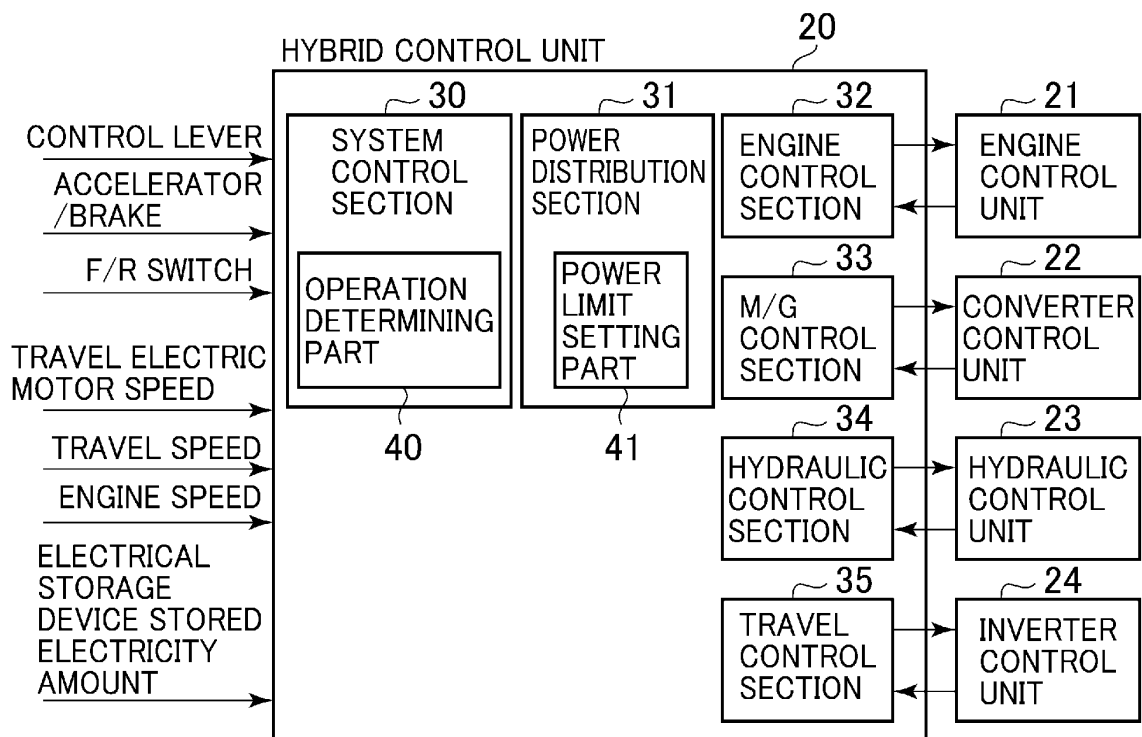 20
HYBRID CONTROL UNIT
CONTROL LEVER
ACCELERATOR
/BRAKE
F/R SWITCH
TRAVEL ELECTRIC
MOTOR SPEED
TRAVEL SPEED
ENGINE SPEED
ELECTRICAL
STORAGE
DEVICE STORED
ELECTRICITY
AMOUNT
30
SYSTEM
CONTROL
SECTION
OPERATION
DETERMINING
PART
40
31
POWER
DISTRIBUTION
SECTION
POWER
LIMIT
SETTING
PART
41
32
ENGINE
CONTROL
SECTION
21
ENGINE
CONTROL
UNIT
33
M/G
CONTROL
SECTION
22
CONVERTER
CONTROL
UNIT
34
HYDRAULIC
CONTROL
SECTION
23
HYDRAULIC
CONTROL
UNIT
35
TRAVEL
CONTROL
SECTION
24
INVERTER
CONTROL
UNIT